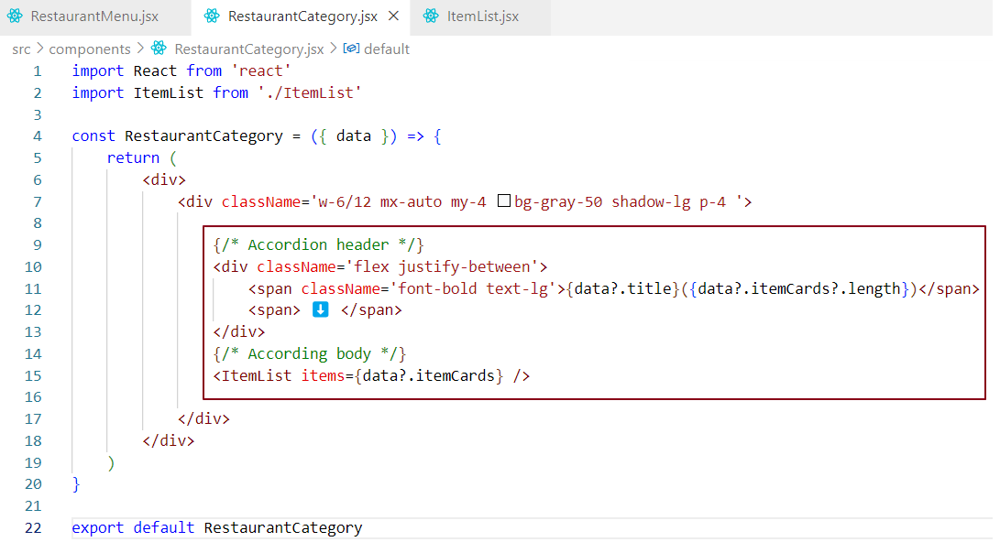 RestaurantMenu.jsx RestaurantCategory.jsx ItemList.jsx
src > components > RestaurantCategory.jsx > default
1 import React from 'react'
2 import ItemList from './ItemList'
3
4 const RestaurantCategory = ({ data }) => {
5 return (
6 <div>
7 <div className='w-6/12 mx-auto my-4 bg-gray-50 shadow-lg p-4 '>
8
9 {/* Accordion header */}
10 <div className='flex justify-between'>
11 <span className='font-bold text-lg'>{data?.title}({data?.itemCards?.length})</span>
12 <span> ⬇️ </span>
13 </div>
14 {/* According body */}
15 <ItemList items={data?.itemCards} />
16
17 </div>
18 </div>
19 )
20 }
21
22 export default RestaurantCategory